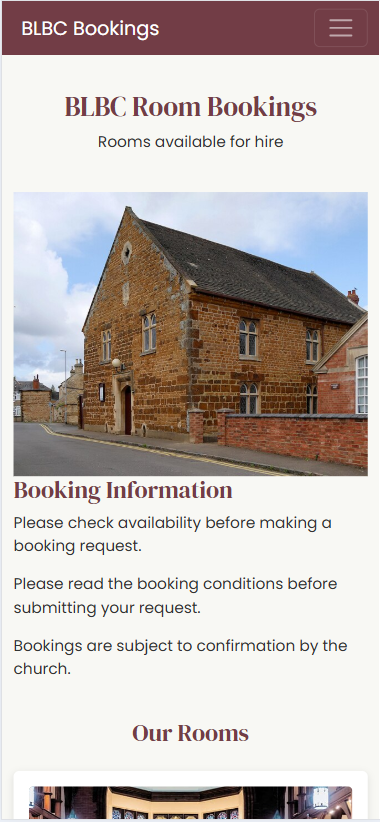 BLBC Bookings
BLBC Room Bookings
Rooms available for hire
Booking Information
Please check availability before making a
booking request.
Please read the booking conditions before
submitting your request.
Bookings are subject to confirmation by the
church.
Our Rooms